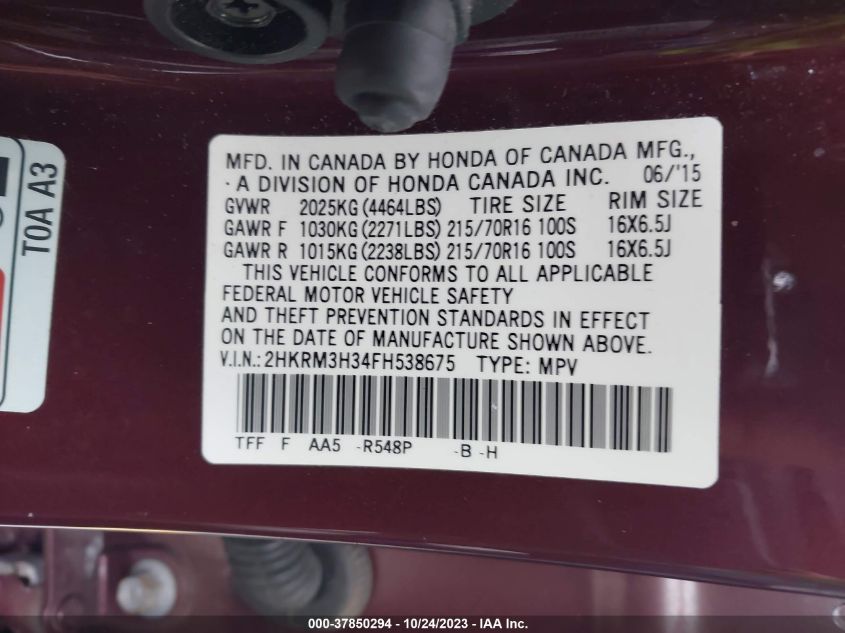 MFD. IN CANADA BY HONDA OF CANADA MFG.,
A DIVISION OF HONDA CANADA INC. 06/'15
GVWR 2025KG(4464LBS) TIRE SIZE RIM SIZE
GAWR F 1030KG(2271LBS) 215/70R16 100S 16X6.5J
GAWR R 1015KG(2238LBS) 215/70R16 100S 16X6.5J
THIS VEHICLE CONFORMS TO ALL APPLICABLE
FEDERAL MOTOR VEHICLE SAFETY
AND THEFT PREVENTION STANDARDS IN EFFECT
ON THE DATE OF MANUFACTURE SHOWN ABOVE.
V.I.N.: 2HKRM3H34FH538675 TYPE: MPV
TFF F AA5 -R548P -B -H
T0A A3
000-37850294 - 10/24/2023 - IAA Inc.